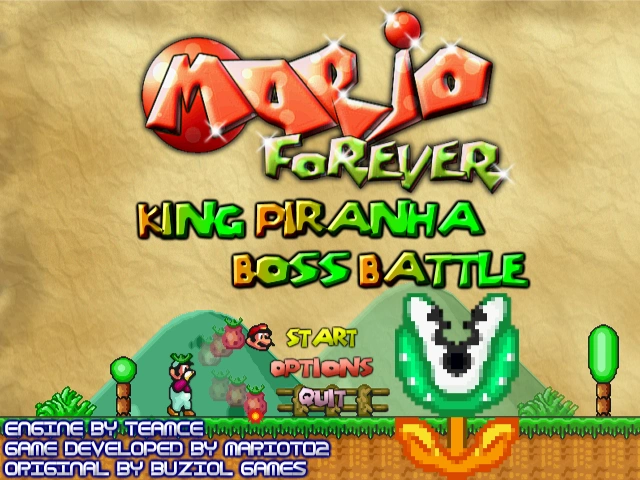 MARIO
FOREVER
KING PIRANHA
BOSS BATTLE
START
OPTIONS
QUIT
ENGINE BY TEAMCE
GAME DEVELOPED BY MARIOT02
ORIGINAL BY BUZIOL GAMES